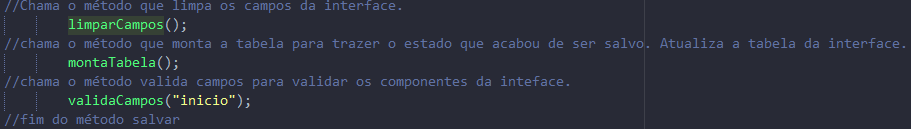 //Chama o método que limpa os campos da interface.
limparCampos();
//chama o método que monta a tabela para trazer o estado que acabou de ser salvo. Atualiza a tabela da interface.
montaTabela();
//chama o método valida campos para validar os componentes da inteface.
validaCampos("inicio");
//fim do método salvar